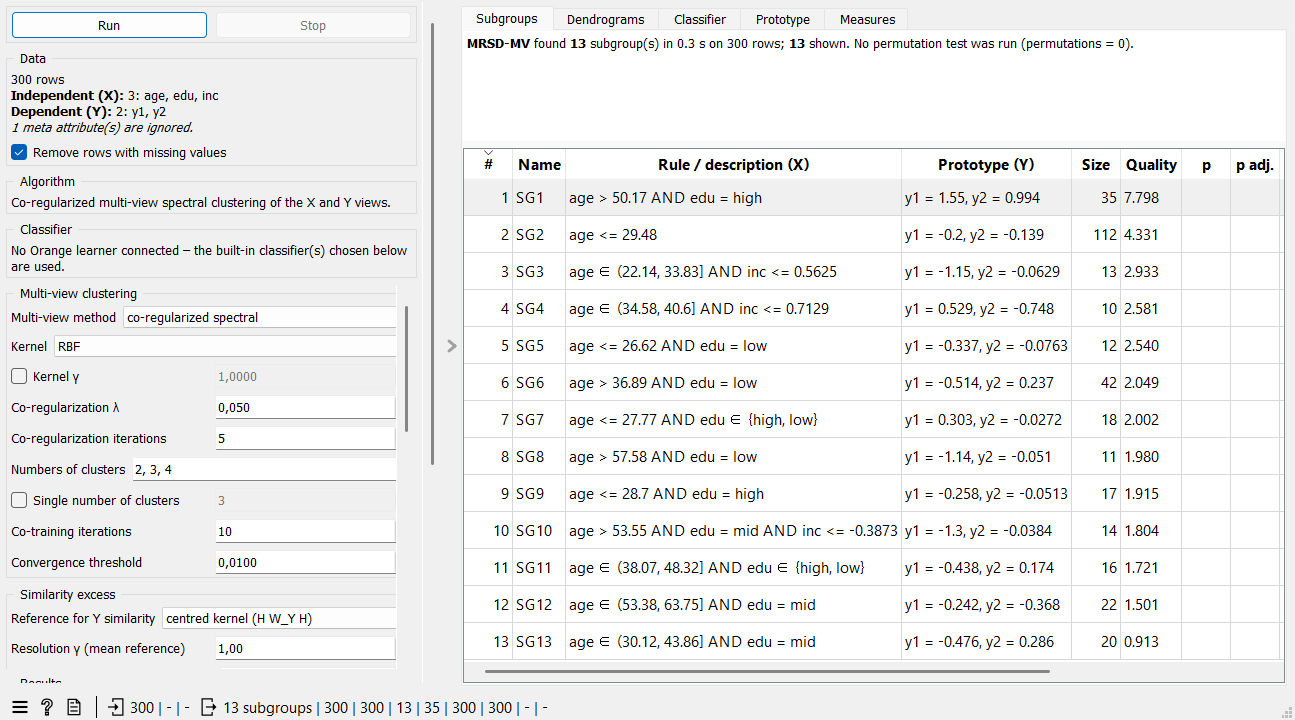 Run
Stop
Data
300 rows
Independent (X): 3: age, edu, inc
Dependent (Y): 2: y1, y2
1 meta attribute(s) are ignored.
Remove rows with missing values
Algorithm
Co-regularized multi-view spectral clustering of the X and Y views.
Classifier
No Orange learner connected – the built-in classifier(s) chosen below
are used.
Multi-view clustering
Multi-view method co-regularized spectral
Kernel RBF
Kernel γ 1,0000
Co-regularization λ 0,050
Co-regularization iterations 5
Numbers of clusters 2, 3, 4
Single number of clusters 3
Co-training iterations 10
Convergence threshold 0,0100
Similarity excess
Reference for Y similarity centred kernel (H W_Y H)
Resolution γ (mean reference) 1,00
Results
Subgroups Dendrograms Classifier Prototype Measures
MRSD-MV found 13 subgroup(s) in 0.3 s on 300 rows; 13 shown. No permutation test was run (permutations = 0).
# Name Rule / description (X) Prototype (Y) Size Quality p p adj.
1 SG1 age > 50.17 AND edu = high y1 = 1.55, y2 = 0.994 35 7.798
2 SG2 age <= 29.48 y1 = -0.2, y2 = -0.139 112 4.331
3 SG3 age ∈ (22.14, 33.83] AND inc <= 0.5625 y1 = -1.15, y2 = -0.0629 13 2.933
4 SG4 age ∈ (34.58, 40.6] AND inc <= 0.7129 y1 = 0.529, y2 = -0.748 10 2.581
5 SG5 age <= 26.62 AND edu = low y1 = -0.337, y2 = -0.0763 12 2.540
6 SG6 age > 36.89 AND edu = low y1 = -0.514, y2 = 0.237 42 2.049
7 SG7 age <= 27.77 AND edu ∈ {high, low} y1 = 0.303, y2 = -0.0272 18 2.002
8 SG8 age > 57.58 AND edu = low y1 = -1.14, y2 = -0.051 11 1.980
9 SG9 age <= 28.7 AND edu = high y1 = -0.258, y2 = -0.0513 17 1.915
10 SG10 age > 53.55 AND edu = mid AND inc <= -0.3873 y1 = -1.3, y2 = -0.0384 14 1.804
11 SG11 age ∈ (38.07, 48.32] AND edu ∈ {high, low} y1 = -0.438, y2 = 0.174 16 1.721
12 SG12 age ∈ (53.38, 63.75] AND edu = mid y1 = -0.242, y2 = -0.368 22 1.501
13 SG13 age ∈ (30.12, 43.86] AND edu = mid y1 = -0.476, y2 = 0.286 20 0.913
300 | - | - 13 subgroups | 300 | 300 | 13 | 35 | 300 | 300 | - | -